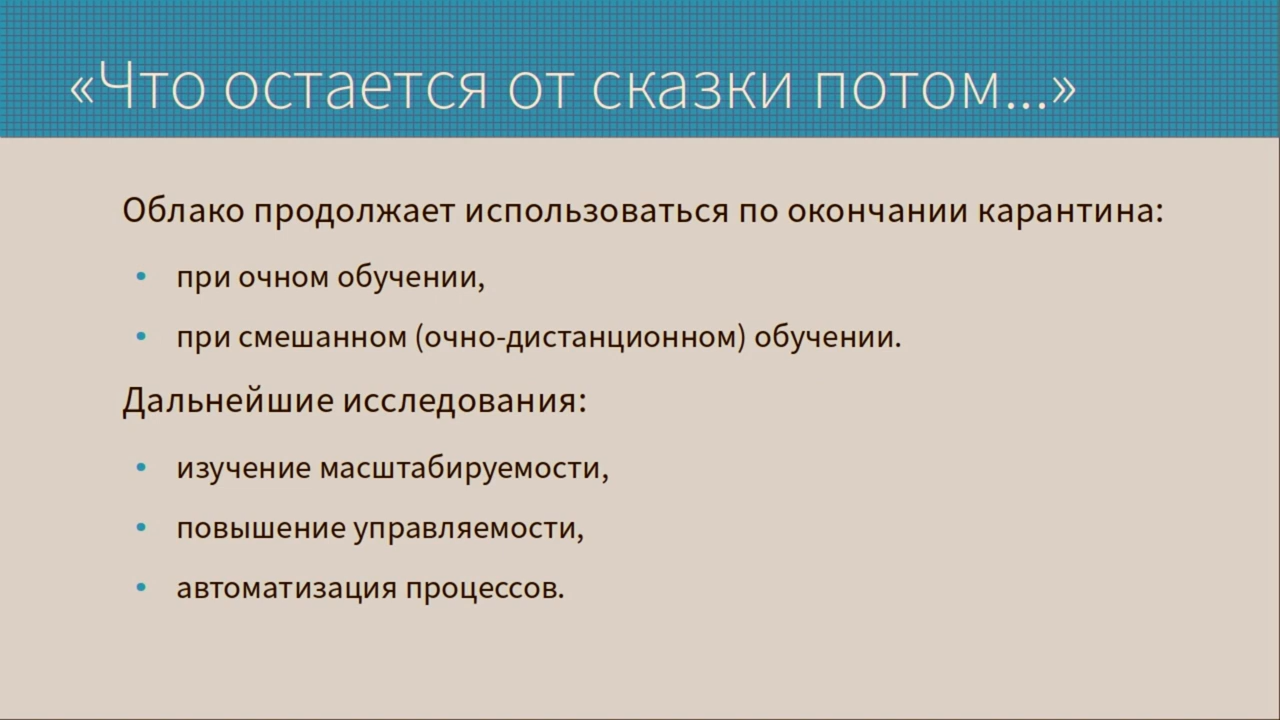 «Что остается от сказки потом...»
Облако продолжает использоваться по окончании карантина:
• при очном обучении,
• при смешанном (очно-дистанционном) обучении.
Дальнейшие исследования:
• изучение масштабируемости,
• повышение управляемости,
• автоматизация процессов.